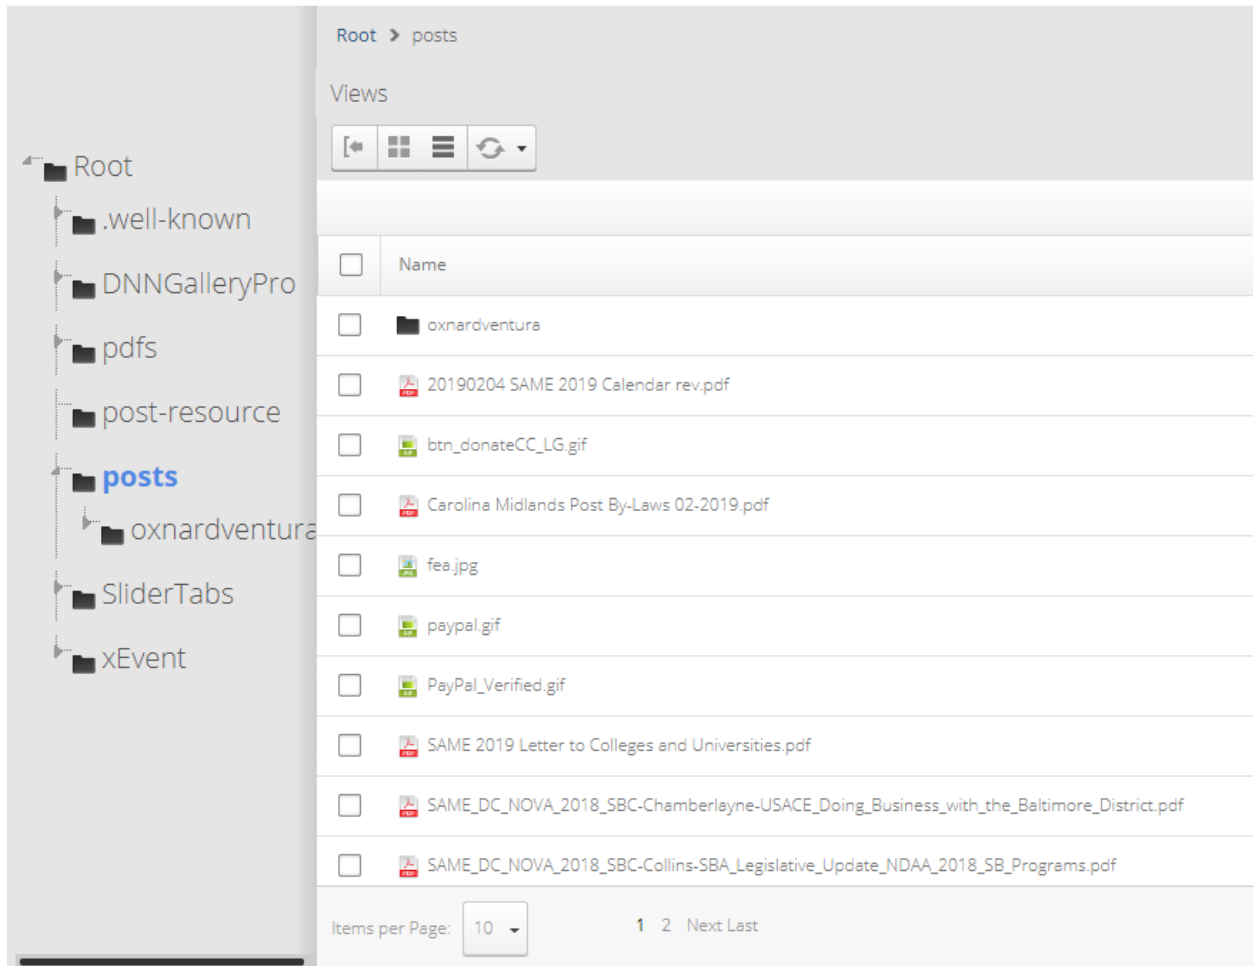 Root > posts
Views
Root
.well-known
DNNGalleryPro
pdfs
post-resource
posts
oxnardventura
SliderTabs
xEvent
Name
oxnardventura
20190204 SAME 2019 Calendar rev.pdf
btn_donateCC_LG.gif
Carolina Midlands Post By-Laws 02-2019.pdf
fea.jpg
paypal.gif
PayPal_Verified.gif
SAME 2019 Letter to Colleges and Universities.pdf
SAME_DC_NOVA_2018_SBC-Chamberlayne-USACE_Doing_Business_with_the_Baltimore_District.pdf
SAME_DC_NOVA_2018_SBC-Collins-SBA_Legislative_Update_NDAA_2018_SB_Programs.pdf
Items per Page: 10 1 2 Next Last